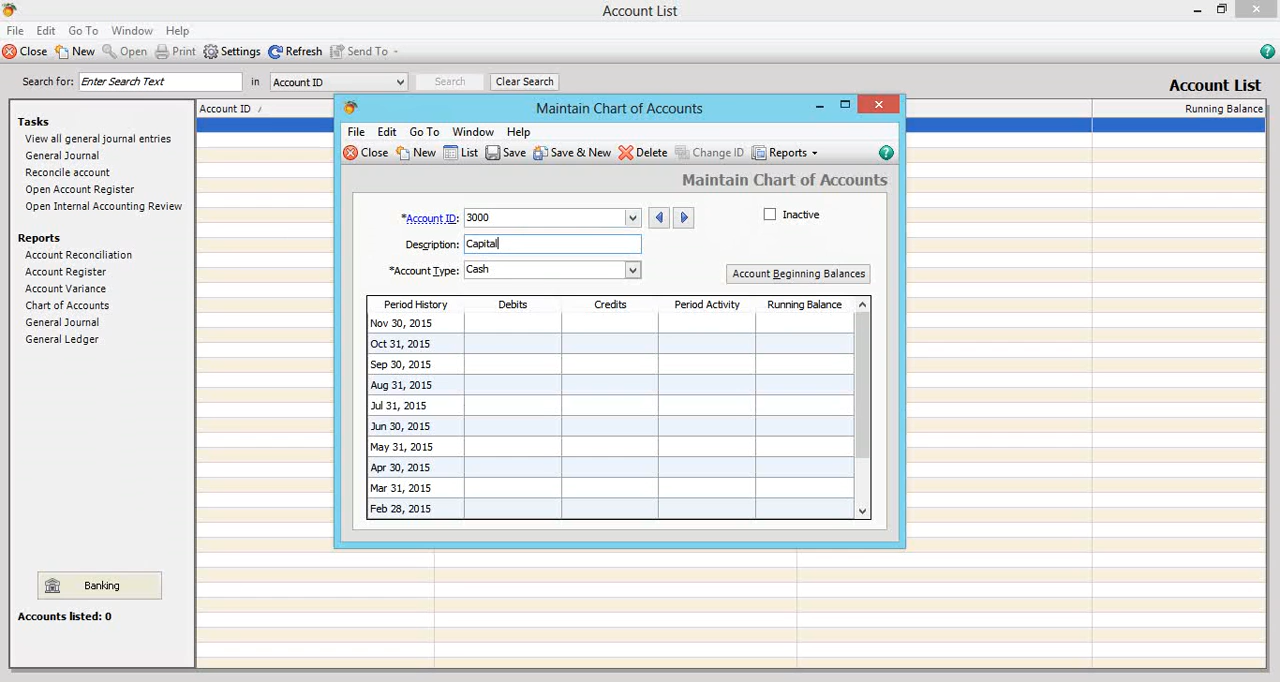 Account List
File Edit Go To Window Help
Close New Open Print Settings Refresh Send To
Search for: Enter Search Text in Account ID Search Clear Search
Account List
Tasks
View all general journal entries
General Journal
Reconcile account
Open Account Register
Open Internal Accounting Review
Reports
Account Reconciliation
Account Register
Account Variance
Chart of Accounts
General Journal
General Ledger
Banking
Accounts listed: 0
Account ID / Running Balance
Maintain Chart of Accounts
File Edit Go To Window Help
Close New List Save Save & New Delete Change ID Reports
Maintain Chart of Accounts
*Account ID: 3000 Inactive
Description: Capital
*Account Type: Cash Account Beginning Balances
Period History Debits Credits Period Activity Running Balance
Nov 30, 2015
Oct 31, 2015
Sep 30, 2015
Aug 31, 2015
Jul 31, 2015
Jun 30, 2015
May 31, 2015
Apr 30, 2015
Mar 31, 2015
Feb 28, 2015